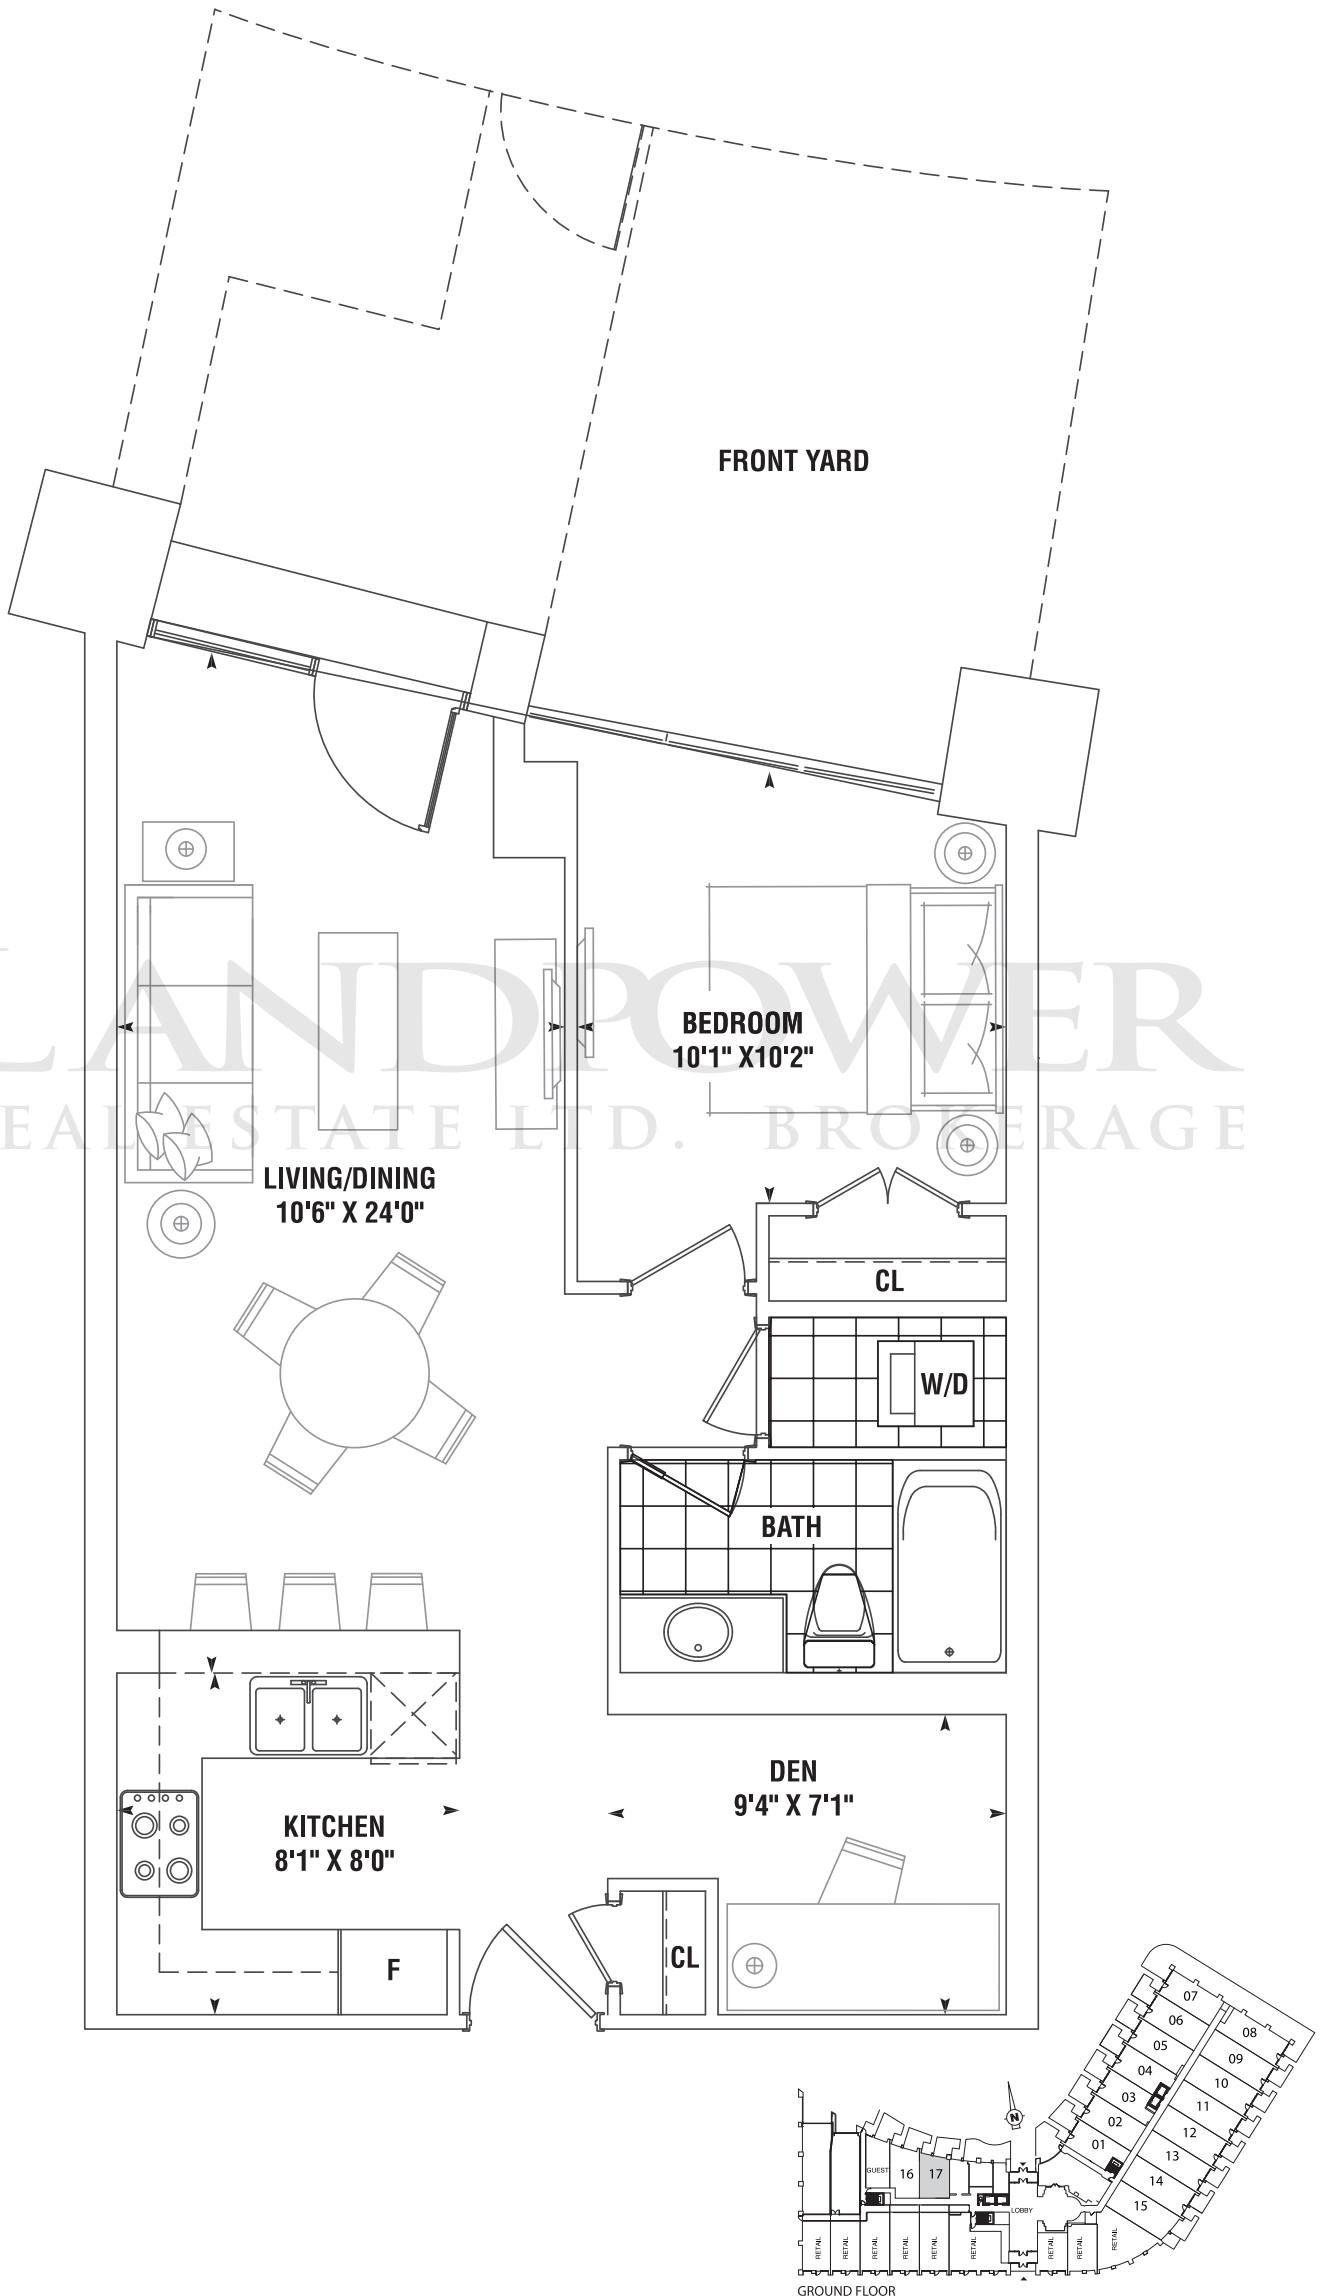 FRONT YARD
LANDPOWER
REAL ESTATE LTD. BROKERAGE
BEDROOM
10'1" X10'2"
LIVING/DINING
10'6" X 24'0"
CL
W/D
BATH
DEN
9'4" X 7'1"
KITCHEN
8'1" X 8'0"
F
CL
07
06
08
05
09
04
10
03
11
02
12
01
13
14
15
N
GUEST
16
17
LOBBY
RETAIL
RETAIL
RETAIL
RETAIL
RETAIL
RETAIL
RETAIL
RETAIL
RETAIL
GROUND FLOOR